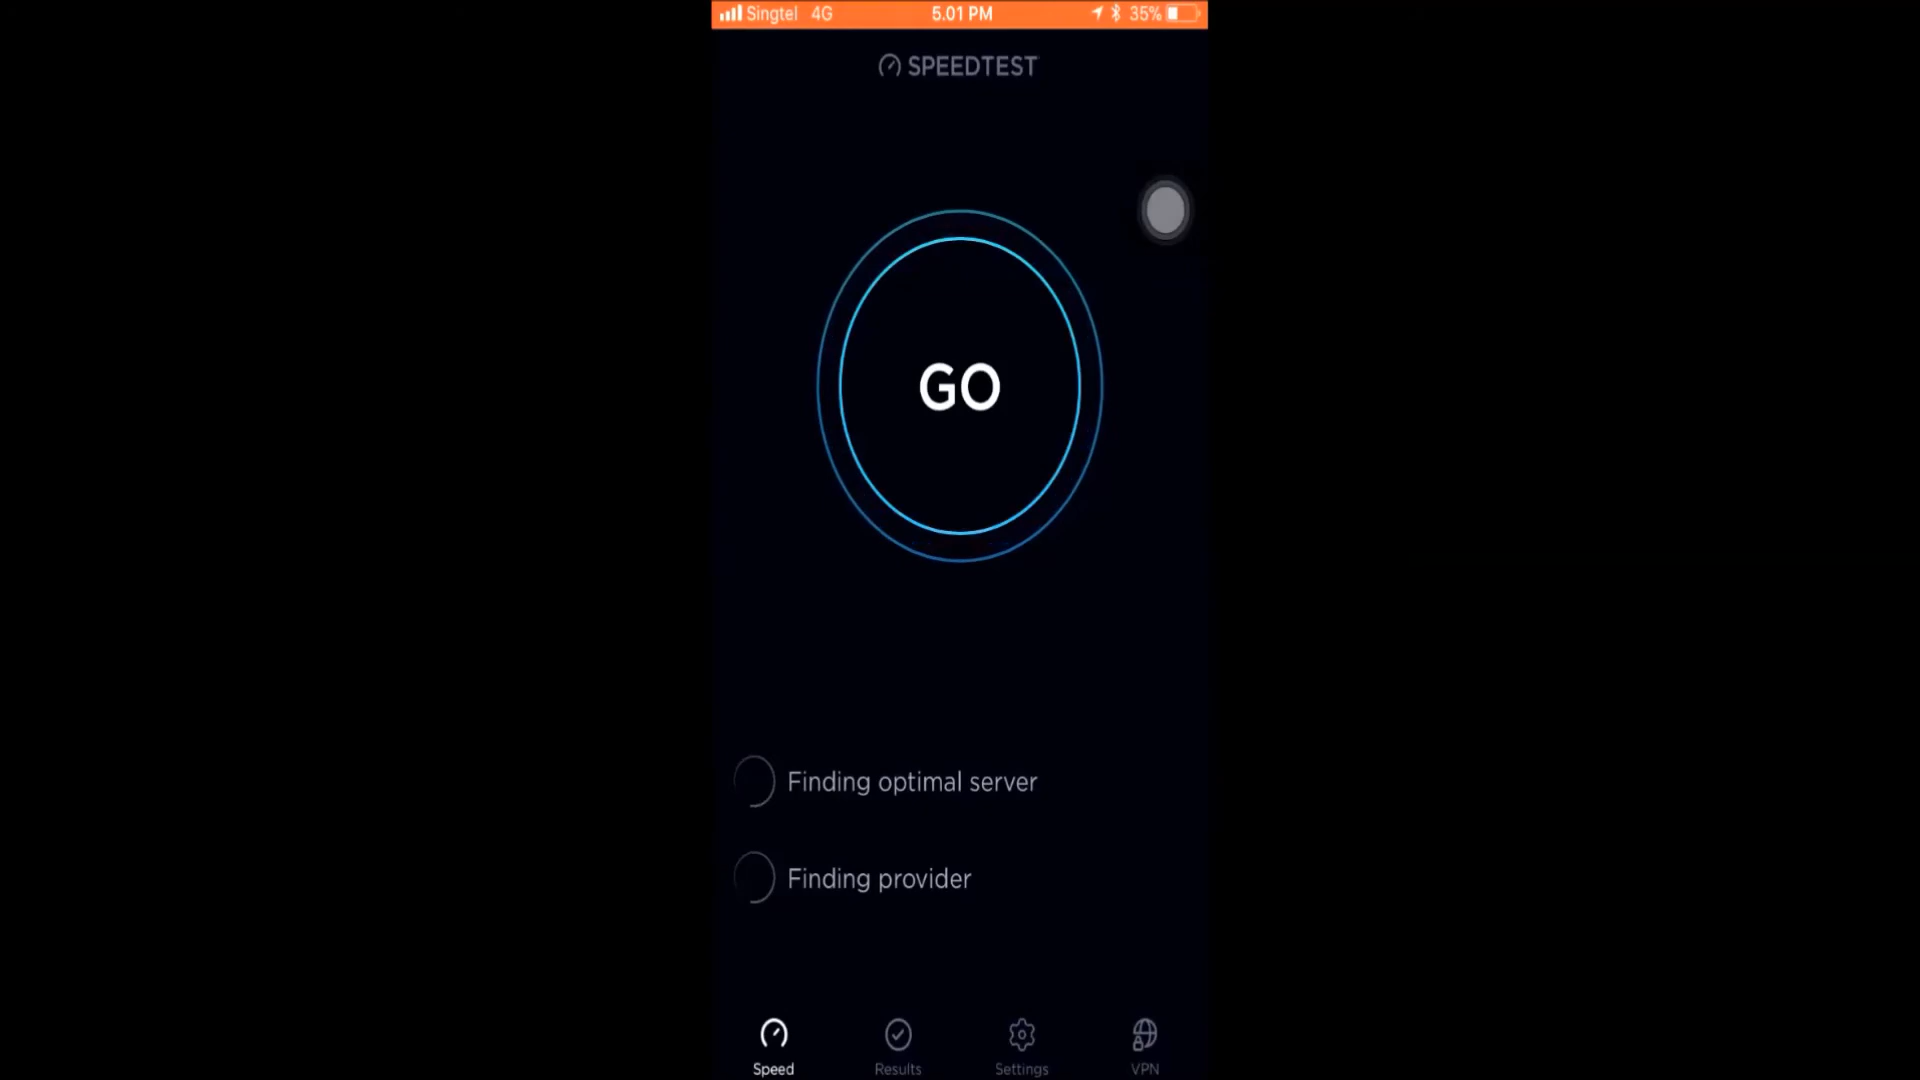 Singtel 4G 5.01 PM 35%
SPEEDTEST
GO
Finding optimal server
Finding provider
Speed Results Settings VPN